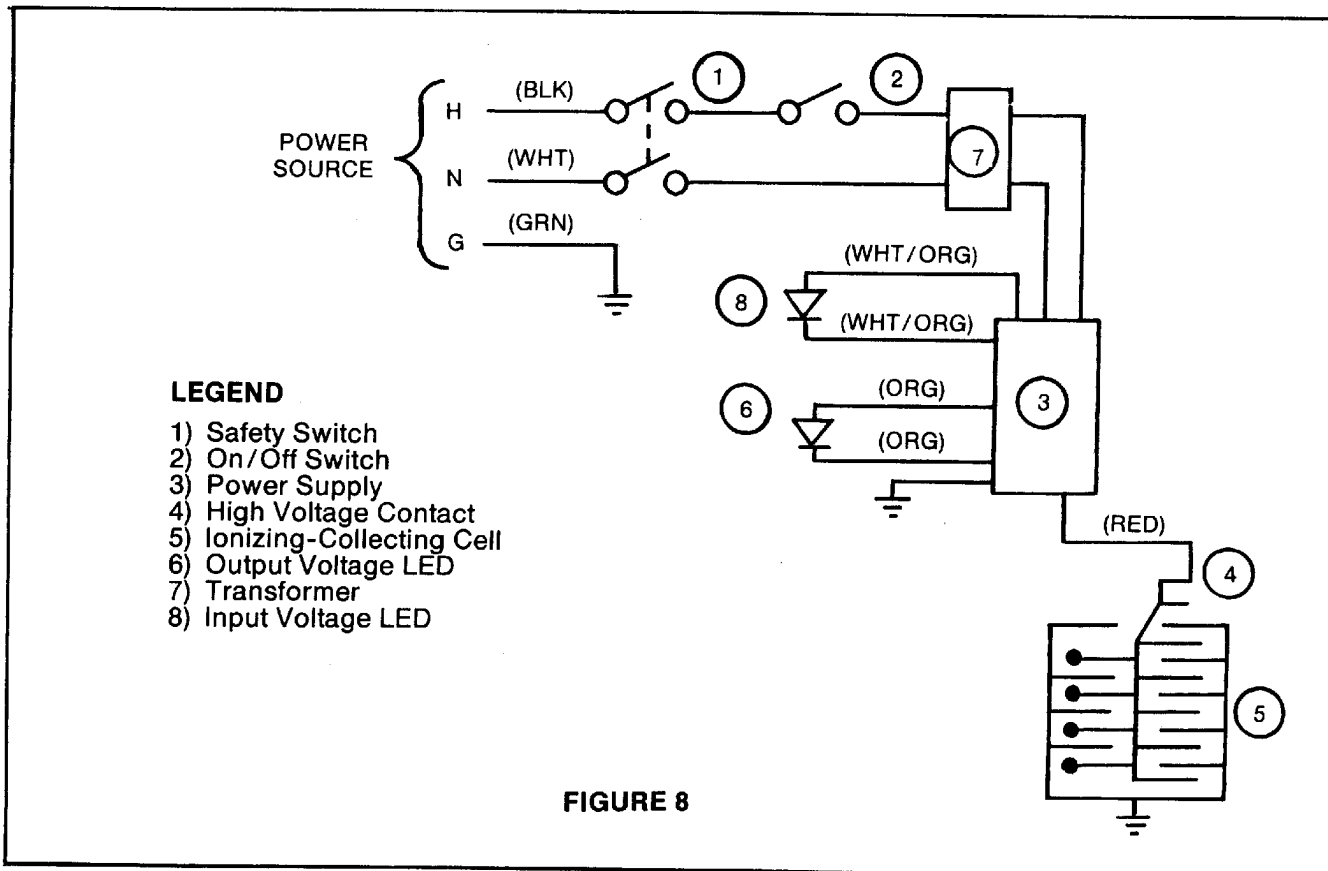 (BLK)
1
2
H
POWER
SOURCE
(WHT)
7
N
(GRN)
G
(WHT/ORG)
8
(WHT/ORG)
LEGEND
1) Safety Switch
2) On/Off Switch
3) Power Supply
4) High Voltage Contact
5) Ionizing-Collecting Cell
6) Output Voltage LED
7) Transformer
8) Input Voltage LED
(ORG)
6
3
(ORG)
(RED)
4
5
FIGURE 8